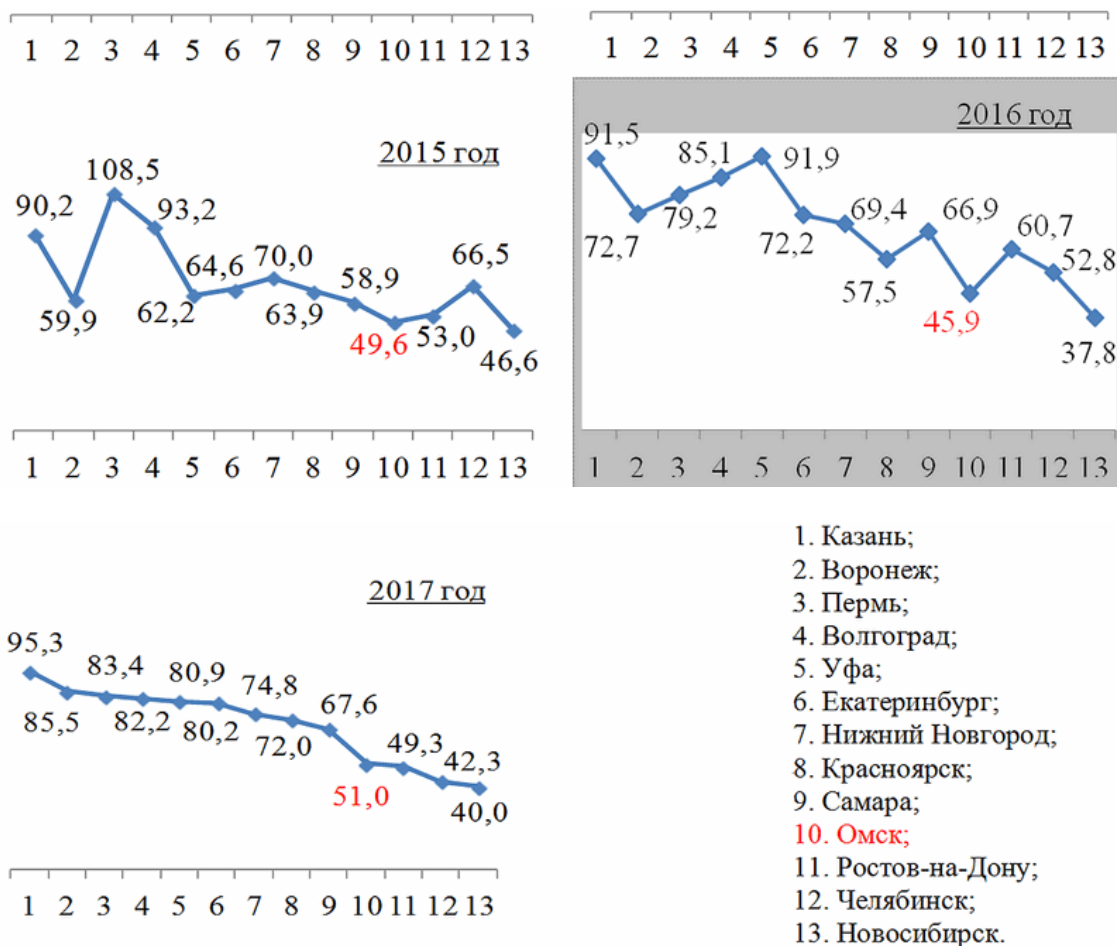 1 2 3 4 5 6 7 8 9 10 11 12 13
1 2 3 4 5 6 7 8 9 10 11 12 13
2015 год
90,2
59,9
108,5
93,2
62,2
64,6
70,0
63,9
58,9
49,6
53,0
66,5
46,6
1 2 3 4 5 6 7 8 9 10 11 12 13
2016 год
91,5
72,7
79,2
85,1
91,9
72,2
69,4
57,5
66,9
45,9
60,7
52,8
37,8
1 2 3 4 5 6 7 8 9 10 11 12 13
2017 год
95,3
85,5
83,4
82,2
80,9
80,2
74,8
72,0
67,6
51,0
49,3
42,3
40,0
1 2 3 4 5 6 7 8 9 10 11 12 13
1. Казань;
2. Воронеж;
3. Пермь;
4. Волгоград;
5. Уфа;
6. Екатеринбург;
7. Нижний Новгород;
8. Красноярск;
9. Самара;
10. Омск;
11. Ростов-на-Дону;
12. Челябинск;
13. Новосибирск.